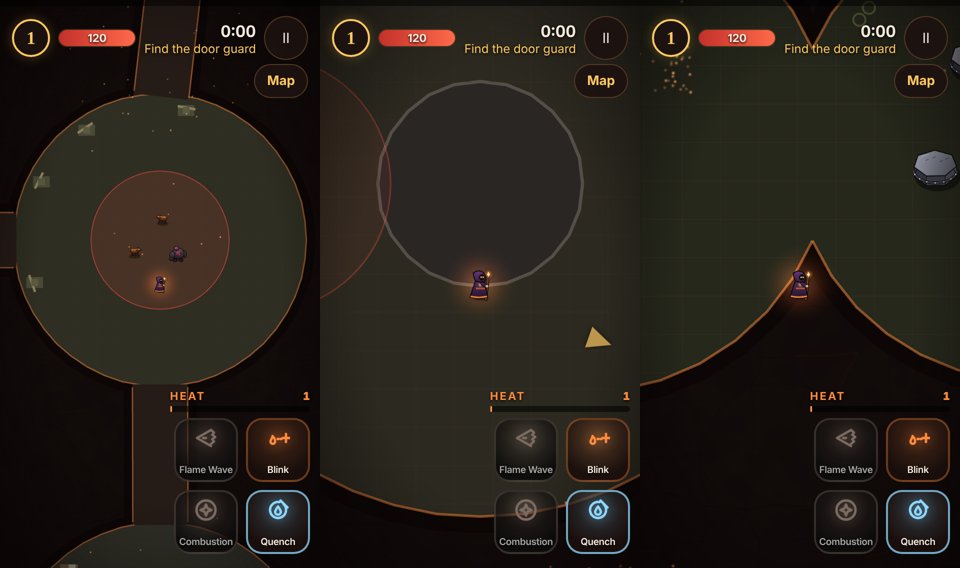 1
120
0:00
Find the door guard
Map
HEAT 1
Flame Wave
Blink
Combustion
Quench
1
120
0:00
Find the door guard
Map
HEAT 1
Flame Wave
Blink
Combustion
Quench
1
120
0:00
Find the door guard
Map
HEAT 1
Flame Wave
Blink
Combustion
Quench